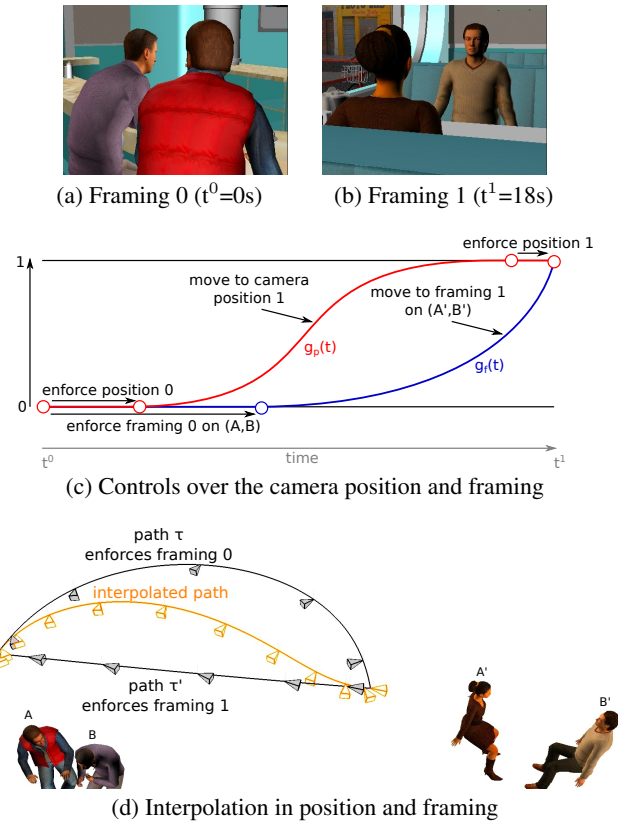 (a) Framing 0 (t⁰=0s)
(b) Framing 1 (t¹=18s)
enforce position 1
1
move to camera
position 1
move to framing 1
on (A',B')
gₚ(t)
g_f(t)
enforce position 0
0
enforce framing 0 on (A,B)
t⁰
time
t¹
(c) Controls over the camera position and framing
path τ
enforces framing 0
interpolated path
path τ'
enforces framing 1
A
B
A'
B'
(d) Interpolation in position and framing